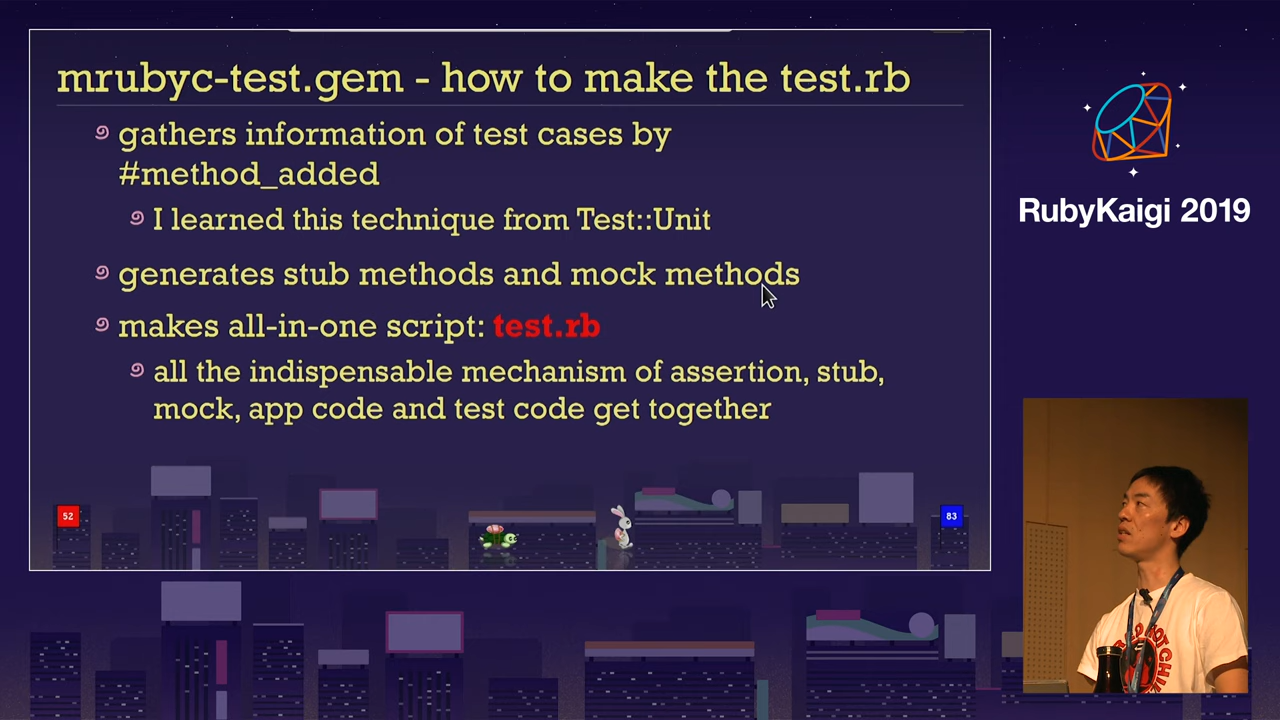 mrubyc-test.gem - how to make the test.rb
gathers information of test cases by
#method_added
I learned this technique from Test::Unit
generates stub methods and mock methods
makes all-in-one script: test.rb
all the indispensable mechanism of assertion, stub,
mock, app code and test code get together
52
83
RubyKaigi 2019